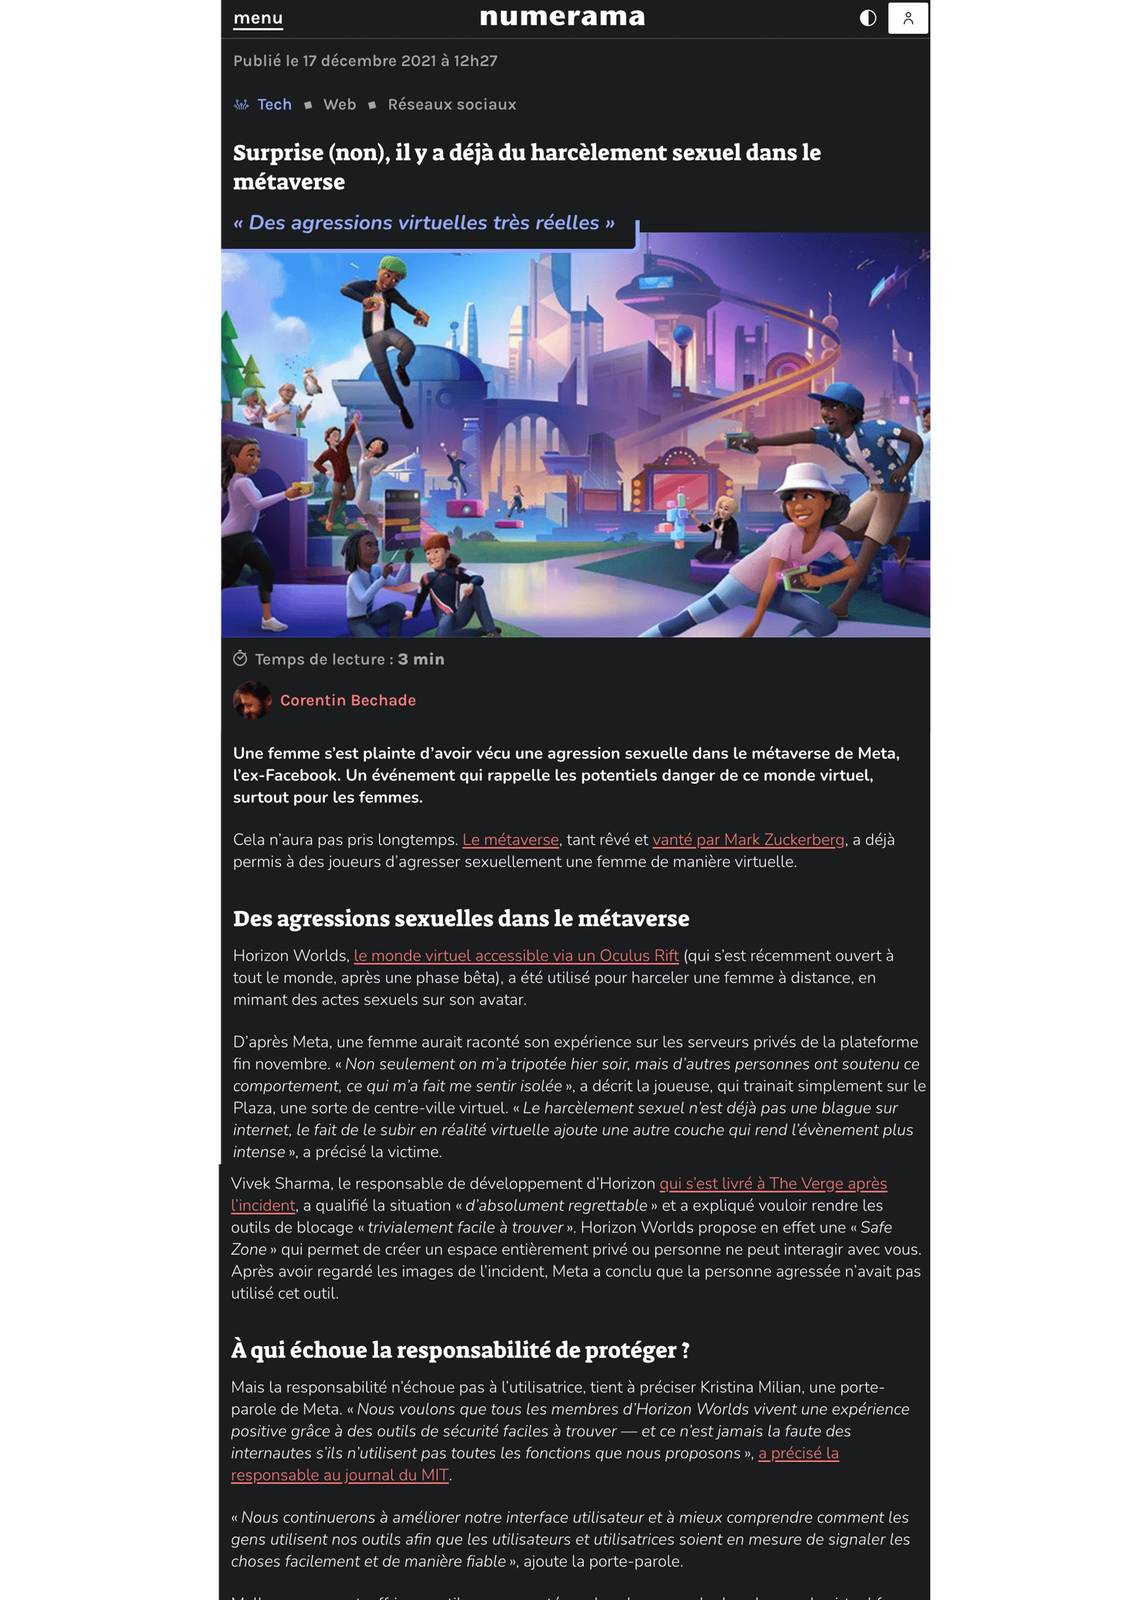 menu
numerama
Publié le 17 décembre 2021 à 12h27
Tech ▪ Web ▪ Réseaux sociaux
Surprise (non), il y a déjà du harcèlement sexuel dans le
métaverse
« Des agressions virtuelles très réelles »
Temps de lecture : 3 min
Corentin Bechade
Une femme s’est plainte d’avoir vécu une agression sexuelle dans le métaverse de Meta,
l’ex-Facebook. Un événement qui rappelle les potentiels danger de ce monde virtuel,
surtout pour les femmes.
Cela n’aura pas pris longtemps. Le métaverse, tant rêvé et vanté par Mark Zuckerberg, a déjà
permis à des joueurs d’agresser sexuellement une femme de manière virtuelle.
Des agressions sexuelles dans le métaverse
Horizon Worlds, le monde virtuel accessible via un Oculus Rift (qui s’est récemment ouvert à
tout le monde, après une phase bêta), a été utilisé pour harceler une femme à distance, en
mimant des actes sexuels sur son avatar.
D’après Meta, une femme aurait raconté son expérience sur les serveurs privés de la plateforme
fin novembre. « Non seulement on m’a tripotée hier soir, mais d’autres personnes ont soutenu ce
comportement, ce qui m’a fait me sentir isolée », a décrit la joueuse, qui trainait simplement sur le
Plaza, une sorte de centre-ville virtuel. « Le harcèlement sexuel n’est déjà pas une blague sur
internet, le fait de le subir en réalité virtuelle ajoute une autre couche qui rend l’évènement plus
intense », a précisé la victime.
Vivek Sharma, le responsable de développement d’Horizon qui s’est livré à The Verge après
l’incident, a qualifié la situation « d’absolument regrettable » et a expliqué vouloir rendre les
outils de blocage « trivialement facile à trouver ». Horizon Worlds propose en effet une « Safe
Zone » qui permet de créer un espace entièrement privé ou personne ne peut interagir avec vous.
Après avoir regardé les images de l’incident, Meta a conclu que la personne agressée n’avait pas
utilisé cet outil.
À qui échoue la responsabilité de protéger ?
Mais la responsabilité n’échoue pas à l’utilisatrice, tient à préciser Kristina Milian, une porte-
parole de Meta. « Nous voulons que tous les membres d’Horizon Worlds vivent une expérience
positive grâce à des outils de sécurité faciles à trouver — et ce n’est jamais la faute des
internautes s’ils n’utilisent pas toutes les fonctions que nous proposons », a précisé la
responsable au journal du MIT.
« Nous continuerons à améliorer notre interface utilisateur et à mieux comprendre comment les
gens utilisent nos outils afin que les utilisateurs et utilisatrices soient en mesure de signaler les
choses facilement et de manière fiable », ajoute la porte-parole.